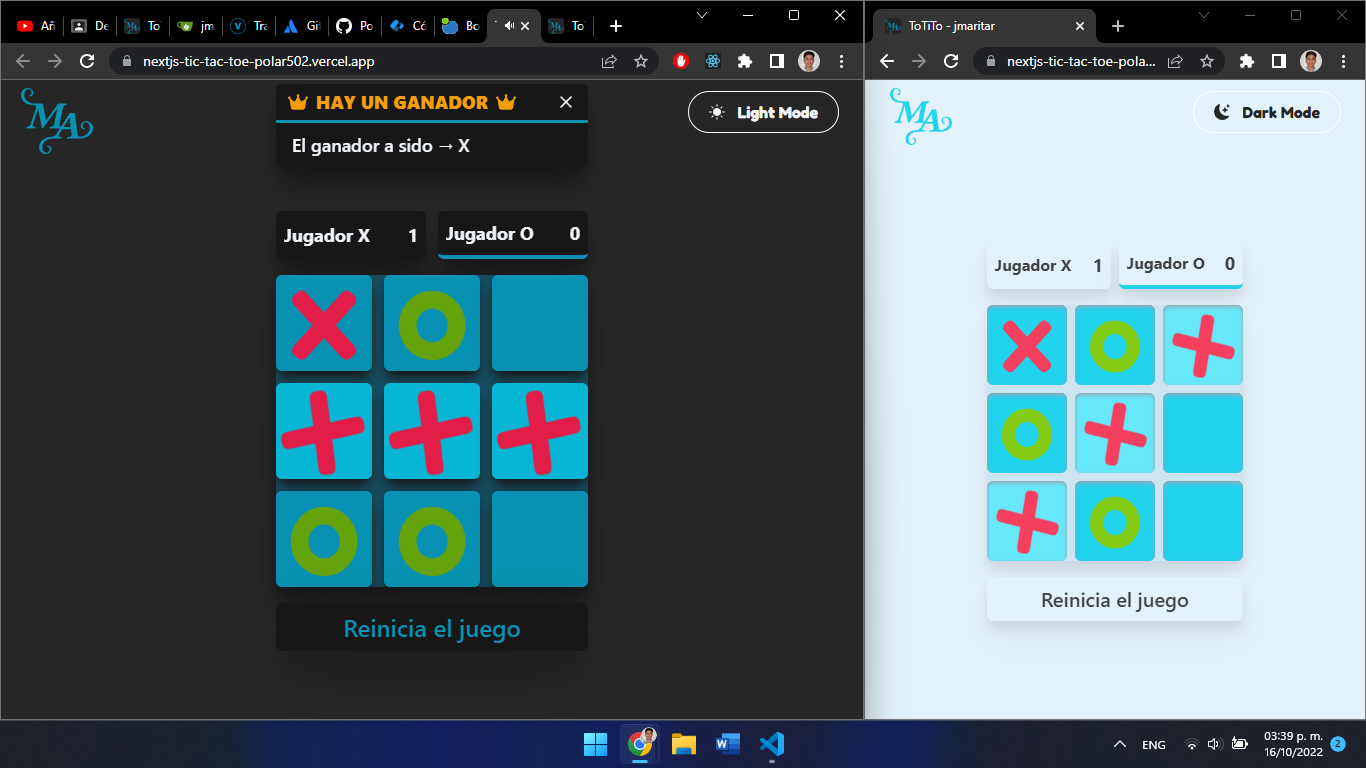 Añ
De
To
jm
Tra
Git
Po
Có
Bo
To
nextjs-tic-tac-toe-polar502.vercel.app
MA
HAY UN GANADOR
El ganador a sido → X
Light Mode
Jugador X 1
Jugador O 0
X O
X X X
O O
Reinicia el juego
ToTiTo - jmaritar
nextjs-tic-tac-toe-pola...
MA
Dark Mode
Jugador X 1
Jugador O 0
X O X
O X
X O
Reinicia el juego
ENG
03:39 p. m.
16/10/2022
2